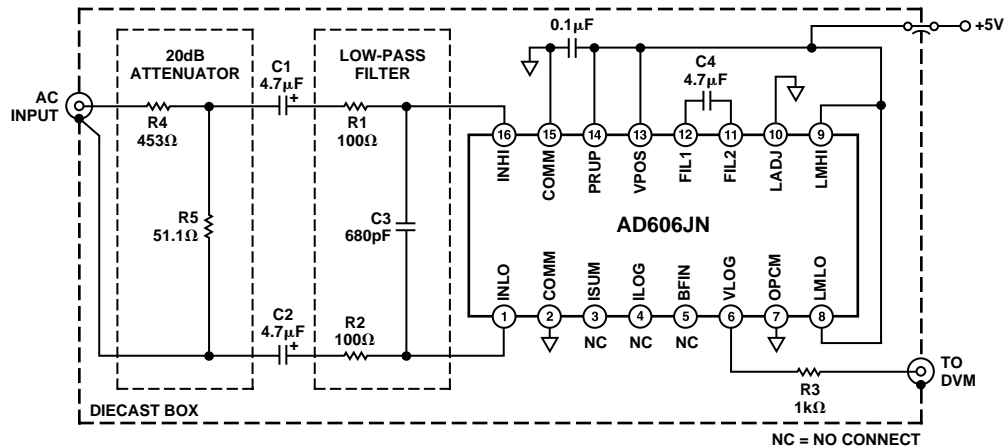 20dB
ATTENUATOR
LOW-PASS
FILTER
0.1μF
+5V
AC
INPUT
C1
4.7μF
+
R4
453Ω
R1
100Ω
C4
4.7μF
16
15
14
13
12
11
10
9
INHI
COMM
PRUP
VPOS
FIL1
FIL2
LADJ
LMHI
R5
51.1Ω
C3
680pF
AD606JN
INLO
COMM
ISUM
ILOG
BFIN
VLOG
OPCM
LMLO
1
2
3
4
5
6
7
8
C2
4.7μF
+
R2
100Ω
NC
NC
NC
R3
1kΩ
TO
DVM
DIECAST BOX
NC = NO CONNECT